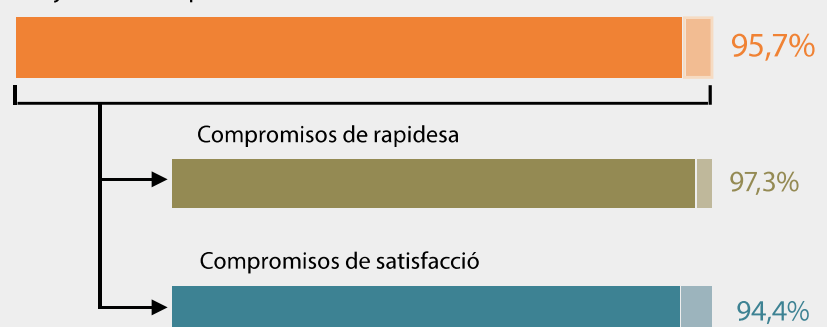 95,7%
Compromisos de rapidesa
97,3%
Compromisos de satisfacció
94,4%